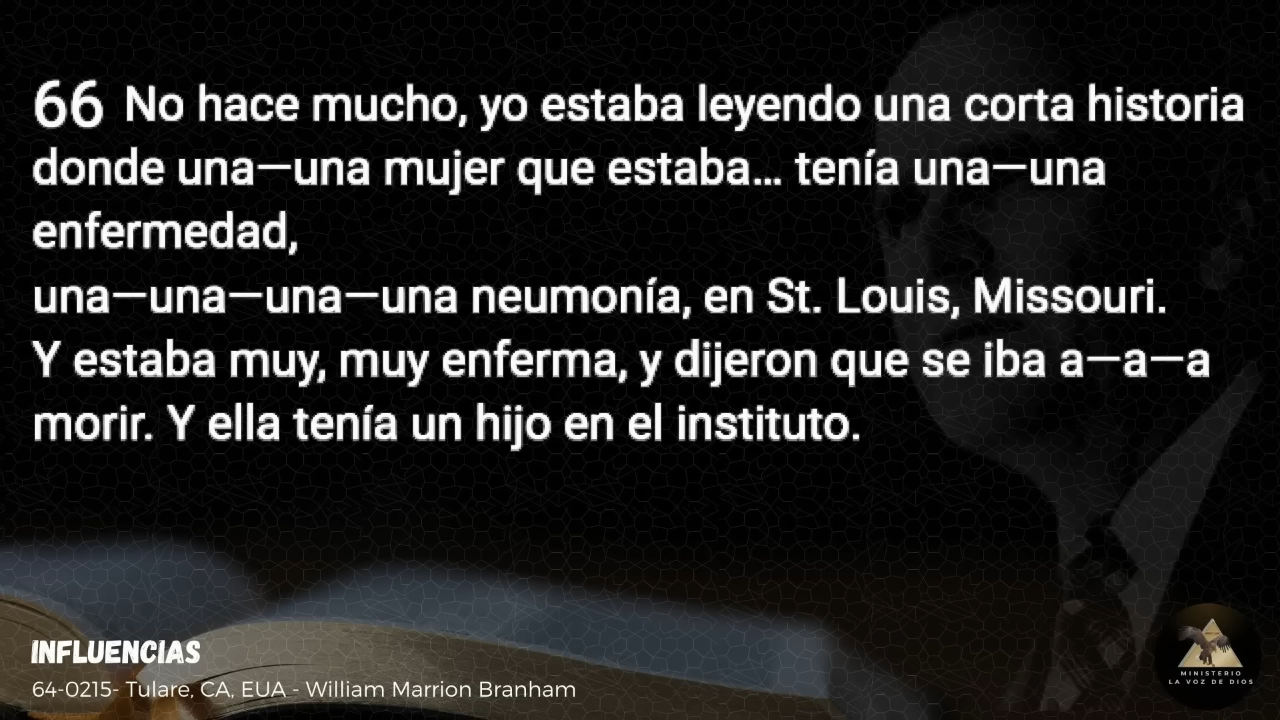 66 No hace mucho, yo estaba leyendo una corta historia
donde una—una mujer que estaba... tenía una—una
enfermedad,
una—una—una—una neumonía, en St. Louis, Missouri.
Y estaba muy, muy enferma, y dijeron que se iba a—a—a
morir. Y ella tenía un hijo en el instituto.
INFLUENCIAS
64-0215- Tulare, CA, EUA - William Marrion Branham
MINISTERIO
LA VOZ DE DIOS